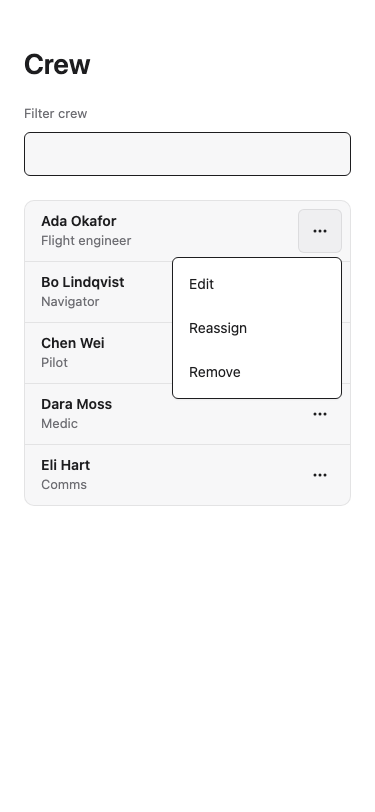 Crew
Filter crew
Ada Okafor
Flight engineer
Bo Lindqvist
Navigator
Edit
Reassign
Remove
Chen Wei
Pilot
Dara Moss
Medic
Eli Hart
Comms